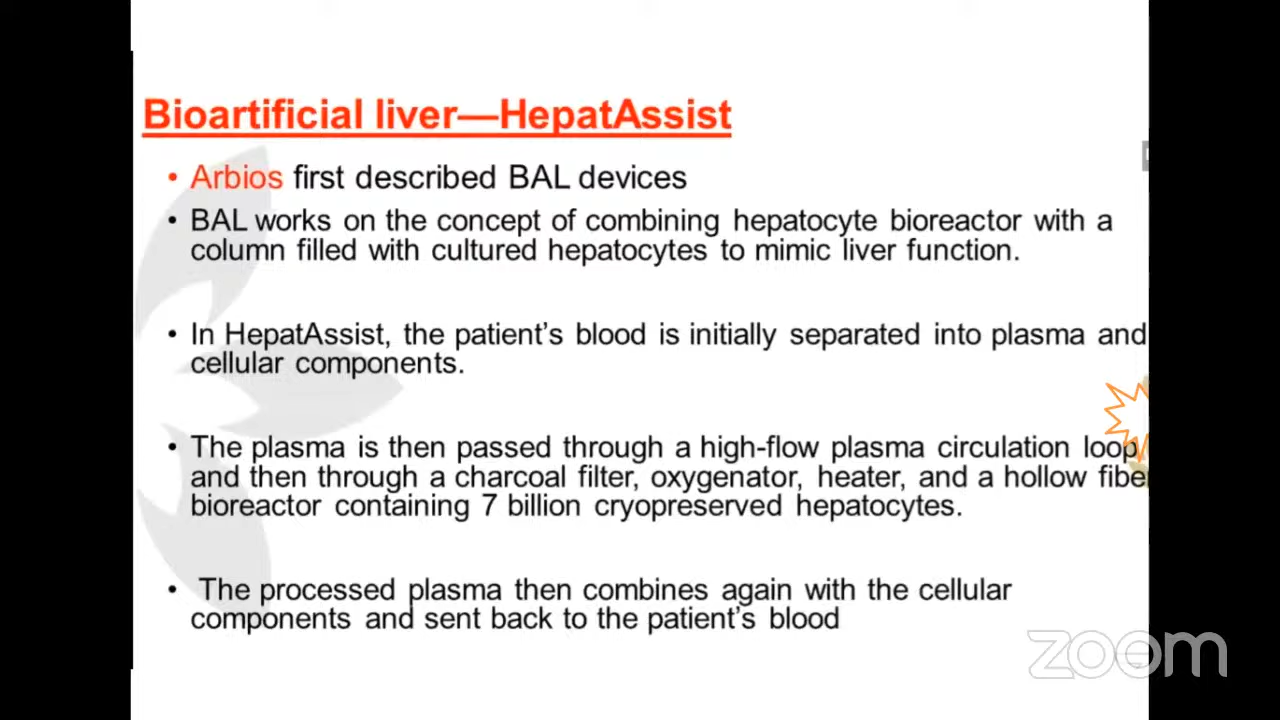 Bioartificial liver—HepatAssist
• Arbios first described BAL devices
• BAL works on the concept of combining hepatocyte bioreactor with a
column filled with cultured hepatocytes to mimic liver function.
• In HepatAssist, the patient's blood is initially separated into plasma and
cellular components.
• The plasma is then passed through a high-flow plasma circulation loop
and then through a charcoal filter, oxygenator, heater, and a hollow fiber
bioreactor containing 7 billion cryopreserved hepatocytes.
• The processed plasma then combines again with the cellular
components and sent back to the patient's blood
zoom